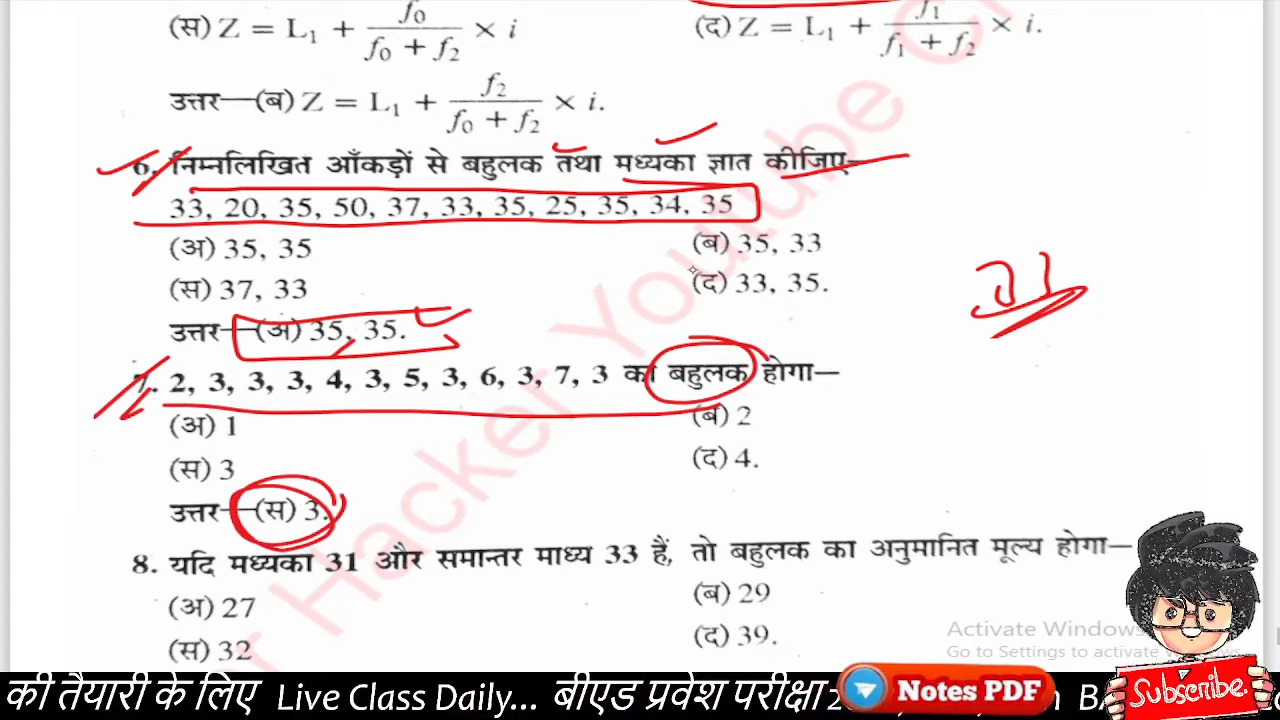 (स) Z = L₁ + f₀ / (f₀ + f₂) × i (द) Z = L₁ + f₁ / (f₁ + f₂) × i.
उत्तर—(ब) Z = L₁ + f₂ / (f₀ + f₂) × i.
6. निम्नलिखित आँकड़ों से बहुलक तथा मध्यका ज्ञात कीजिए—
33, 20, 35, 50, 37, 33, 35, 25, 35, 34, 35
(अ) 35, 35 (ब) 35, 33
(स) 37, 33 (द) 33, 35.
उत्तर—(अ) 35, 35.
7. 2, 3, 3, 3, 4, 3, 5, 3, 6, 3, 7, 3 का बहुलक होगा—
(अ) 1 (ब) 2
(स) 3 (द) 4.
उत्तर—(स) 3.
8. यदि मध्यका 31 और समान्तर माध्य 33 हैं, तो बहुलक का अनुमानित मूल्य होगा—
(अ) 27 (ब) 29
(स) 32 (द) 39.
Hacker Youtube
Activate Windows
Go to Settings to activate
की तैयारी के लिए Live Class Daily... बीएड प्रवेश परीक्षा 2
Notes PDF
Subscribe.